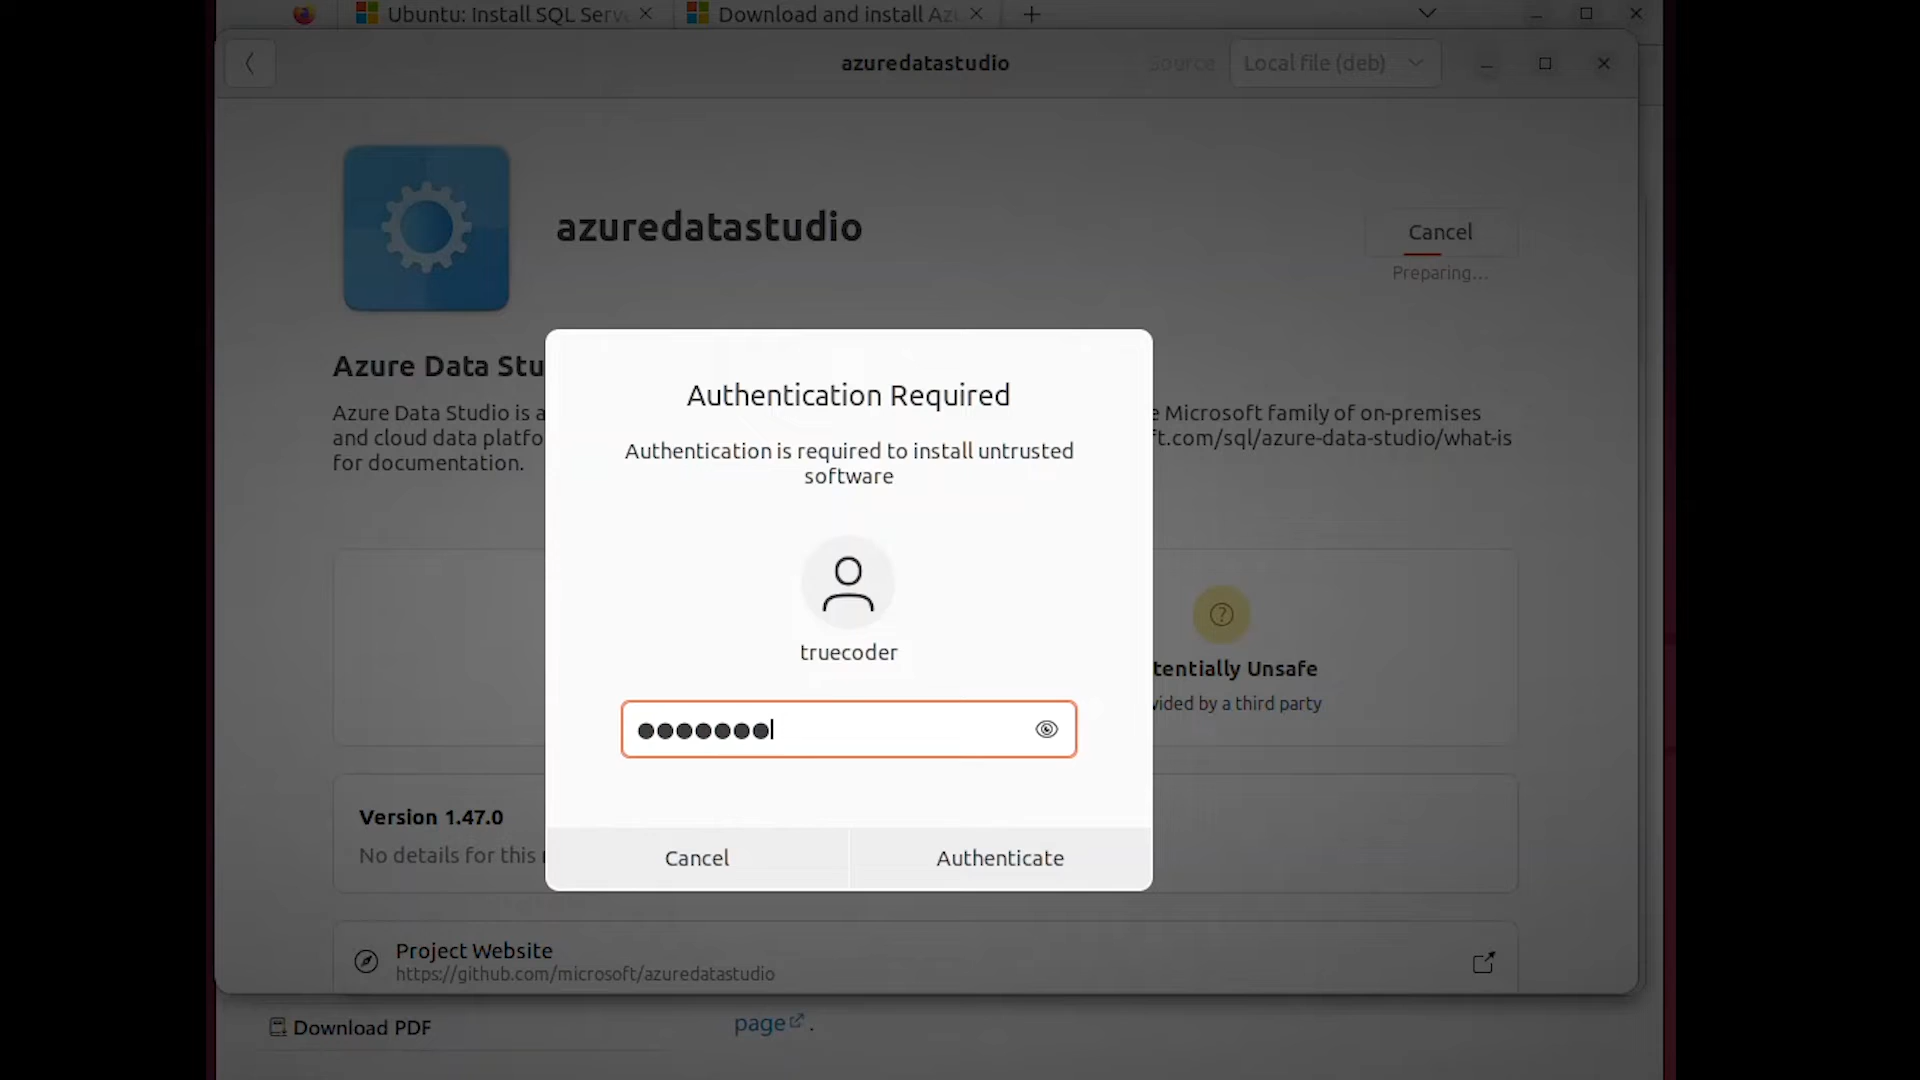 Ubuntu: Install SQL Serve
Download and install Azu
azuredatastudio
Source
Local file (deb)
azuredatastudio
Cancel
Preparing...
Azure Data Stu
Azure Data Studio is a
e Microsoft family of on-premises
and cloud data platfo
ft.com/sql/azure-data-studio/what-is
for documentation.
Authentication Required
Authentication is required to install untrusted
software
truecoder
tentially Unsafe
vided by a third party
Version 1.47.0
No details for this
Cancel
Authenticate
Project Website
https://github.com/microsoft/azuredatastudio
Download PDF
page .